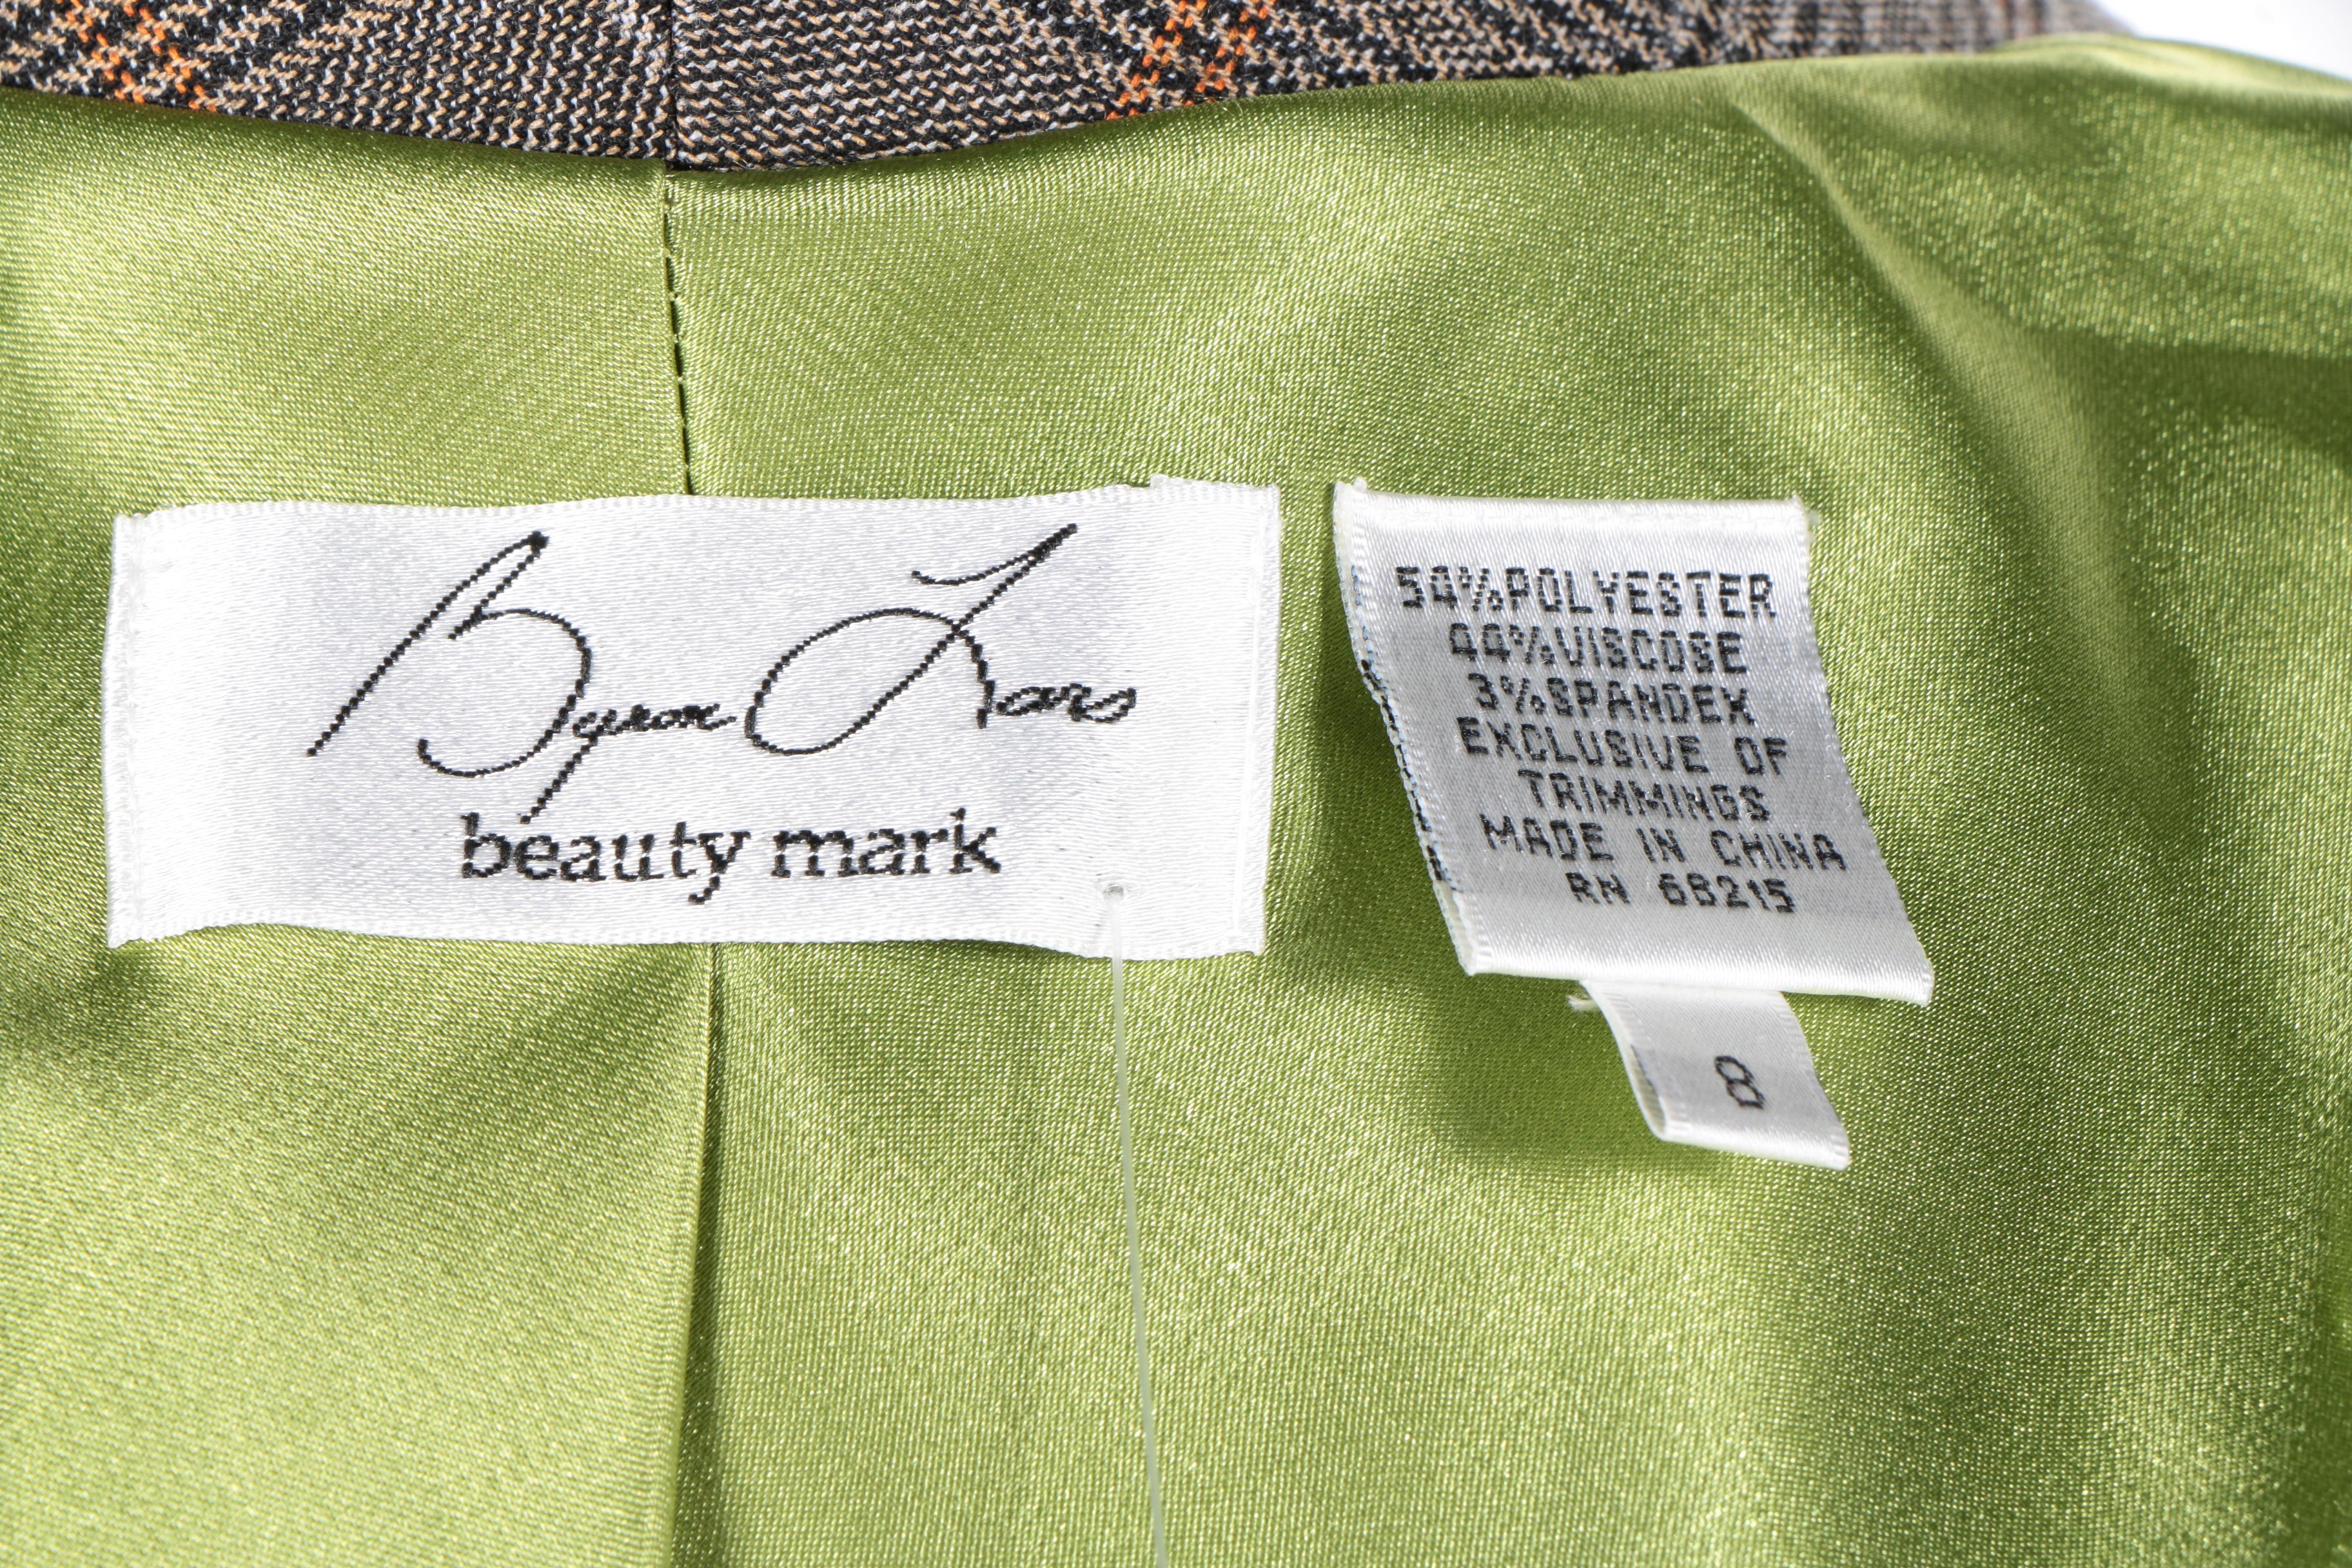 Byron Lars
beauty mark
54%POLYESTER
44%VISCOSE
3%SPANDEX
EXCLUSIVE OF
TRIMMINGS
MADE IN CHINA
RN 68215
8